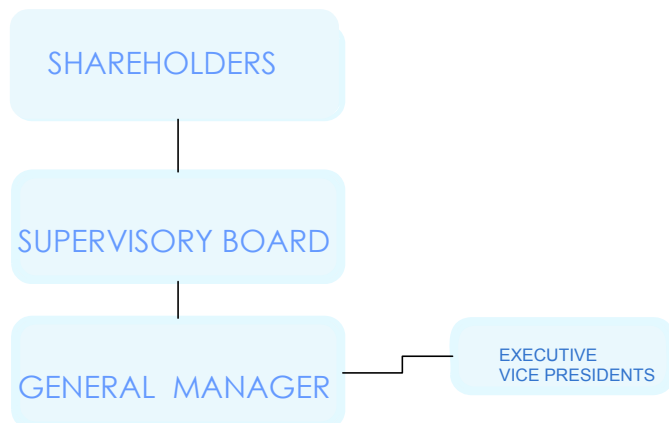 SHAREHOLDERS
SUPERVISORY BOARD
GENERAL MANAGER
EXECUTIVE
VICE PRESIDENTS